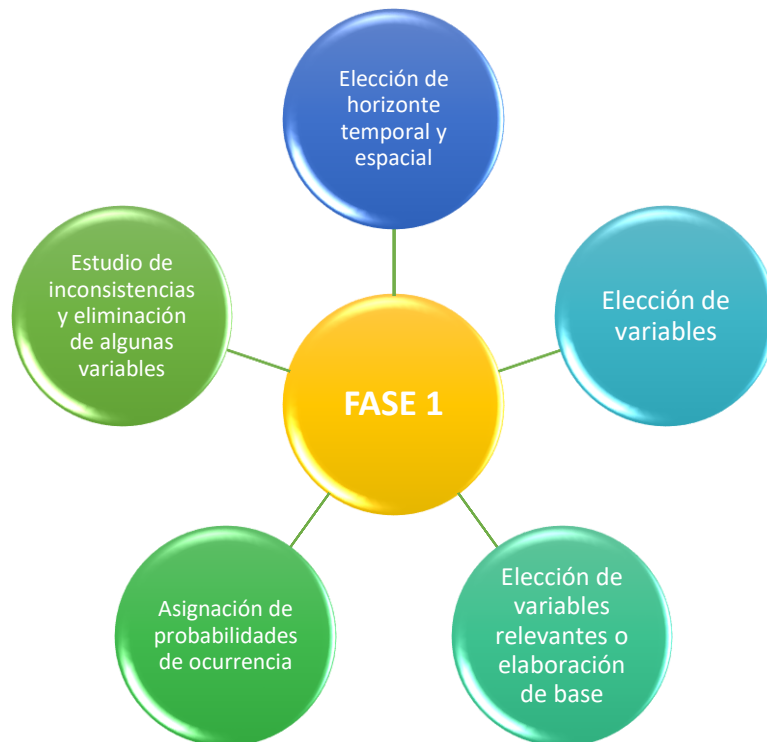 Elección de
horizonte
temporal y
espacial
Elección de
variables
Elección de
variables
relevantes o
elaboración
de base
Asignación de
probabilidades
de ocurrencia
Estudio de
inconsistencias
y eliminación
de algunas
variables
FASE 1